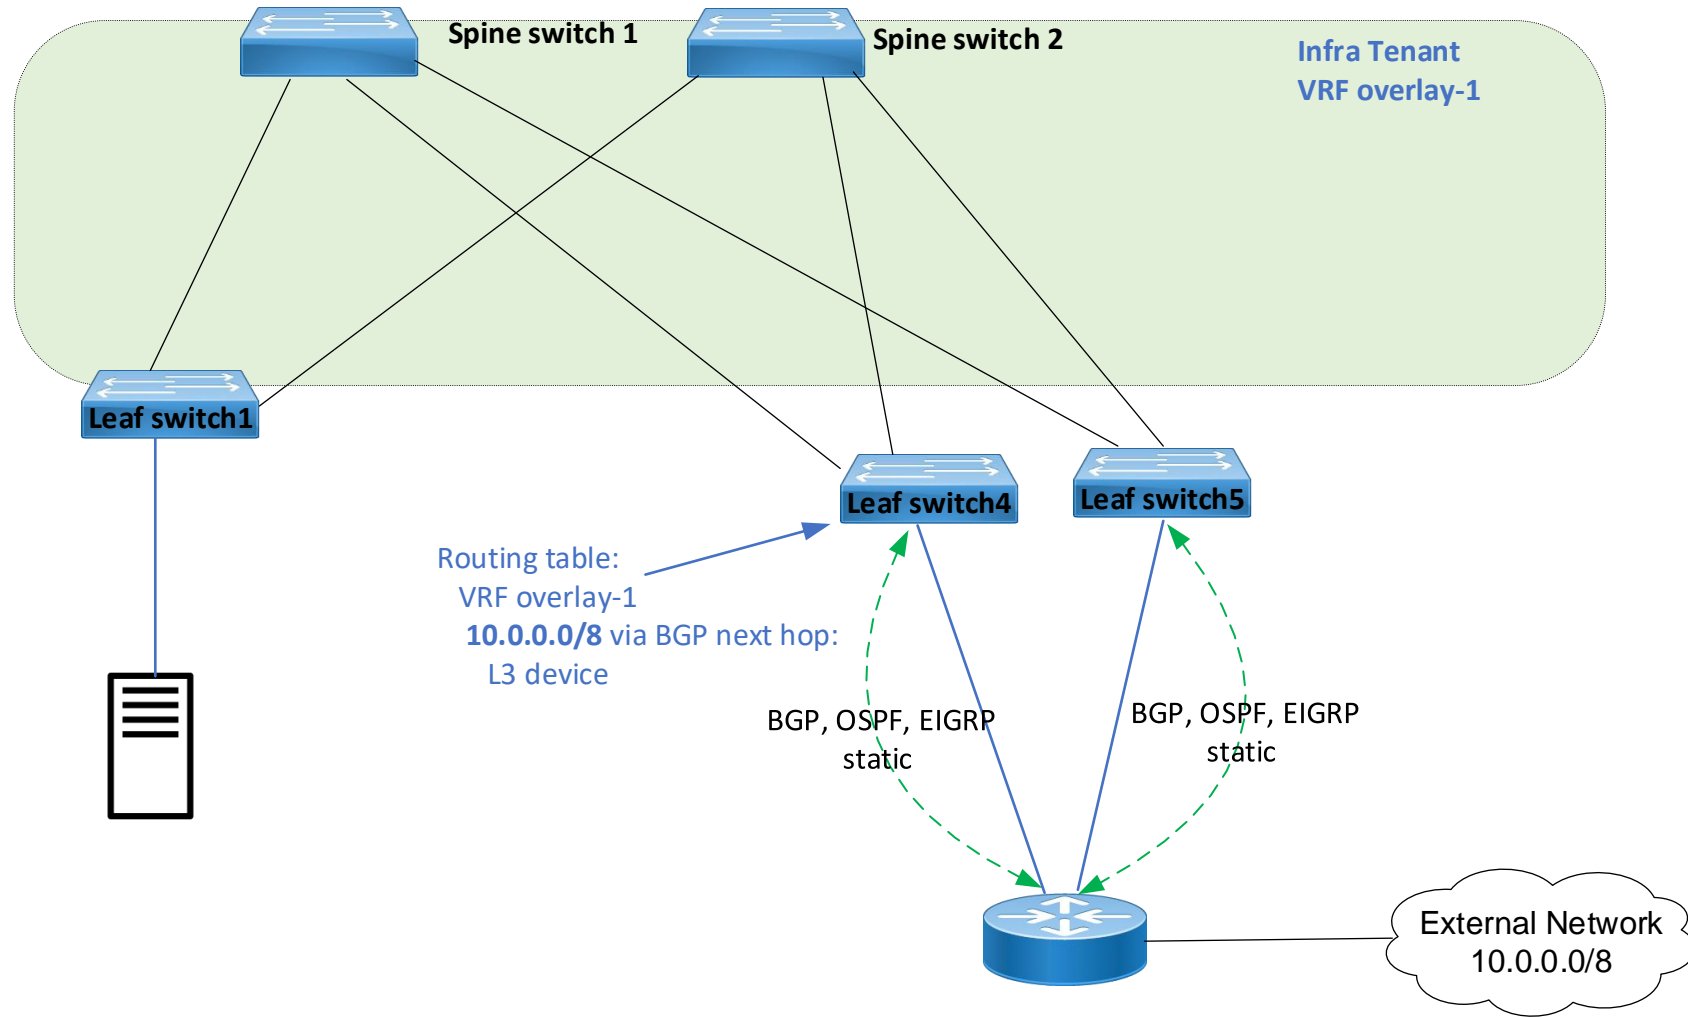 Spine switch 1
Spine switch 2
Infra Tenant
VRF overlay-1
Leaf switch1
Leaf switch4
Leaf switch5
Routing table:
VRF overlay-1
10.0.0.0/8 via BGP next hop:
L3 device
BGP, OSPF, EIGRP
static
BGP, OSPF, EIGRP
static
External Network
10.0.0.0/8